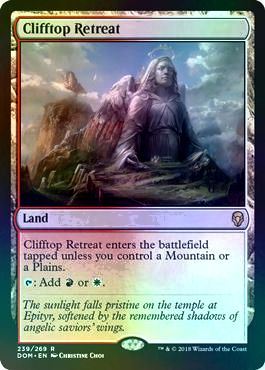 Clifftop Retreat
Land
Clifftop Retreat enters the battlefield
tapped unless you control a Mountain or
a Plains.
: Add or .
The sunlight falls pristine on the temple at
Epityr, softened by the remembered shadows of
angelic saviors' wings.
239/269 R
DOM • EN Christine Choi
™ & © 2018 Wizards of the Coast